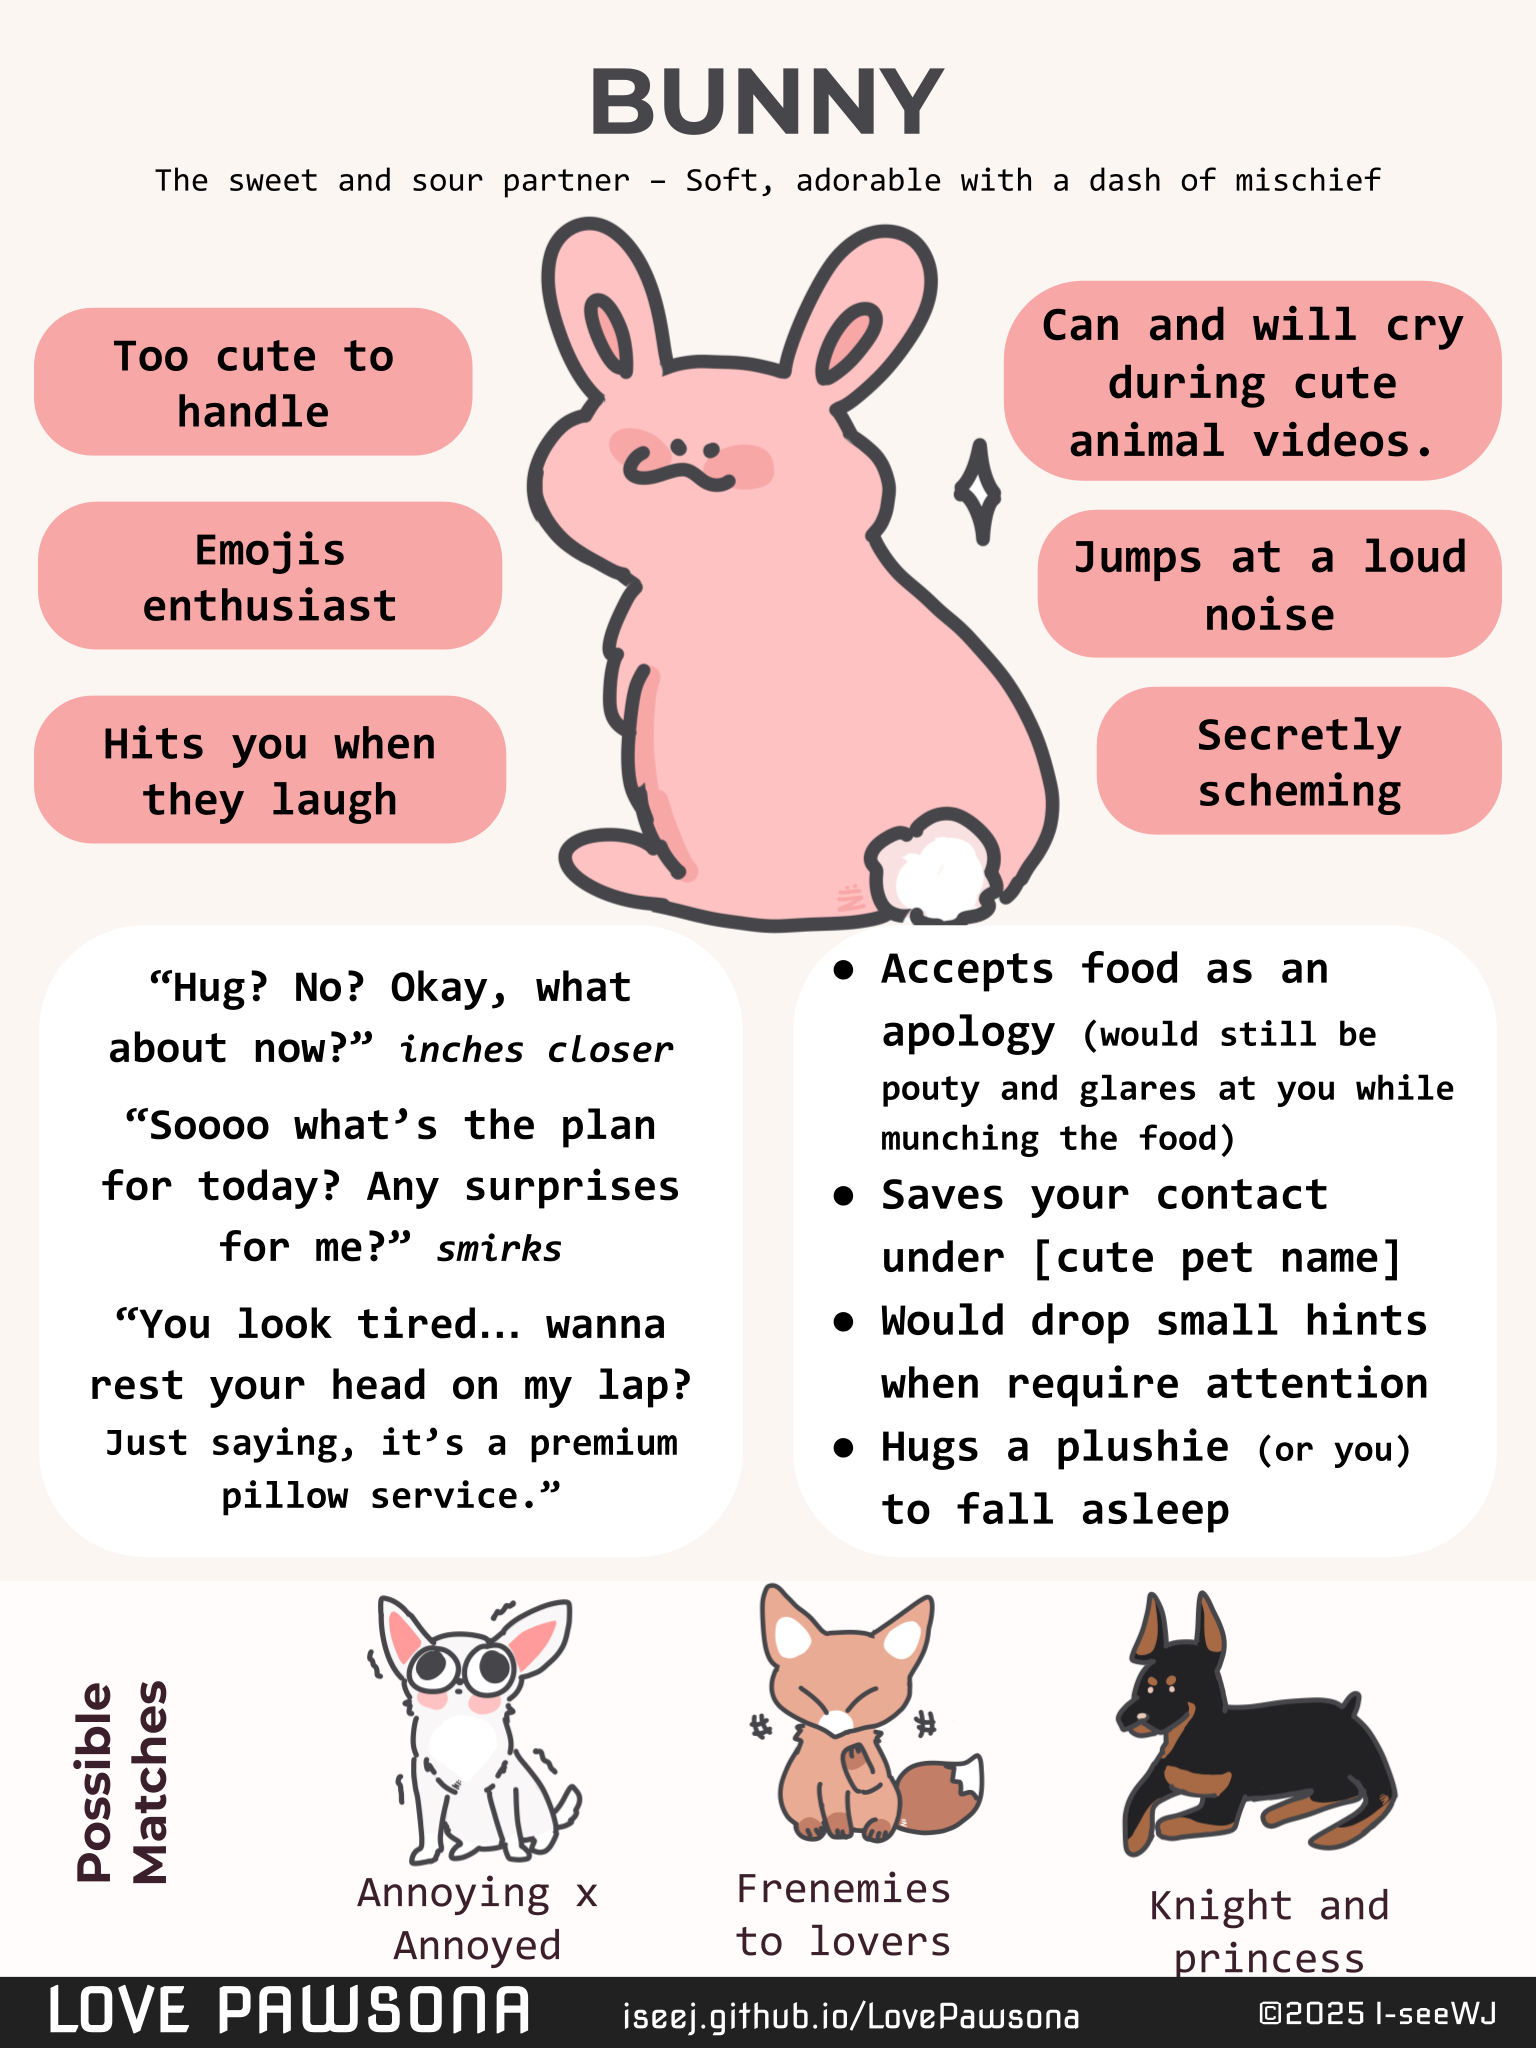 BUNNY
The sweet and sour partner – Soft, adorable with a dash of mischief
Too cute to
handle
Emojis
enthusiast
Hits you when
they laugh
Can and will cry
during cute
animal videos.
Jumps at a loud
noise
Secretly
scheming
“Hug? No? Okay, what
about now?” inches closer
“Soooo what’s the plan
for today? Any surprises
for me?” smirks
“You look tired… wanna
rest your head on my lap?
Just saying, it’s a premium
pillow service.”
● Accepts food as an
apology (would still be
pouty and glares at you while
munching the food)
● Saves your contact
under [cute pet name]
● Would drop small hints
when require attention
● Hugs a plushie (or you)
to fall asleep
Possible
Matches
Annoying x
Annoyed
Frenemies
to lovers
Knight and
princess
LOVE PAWSONA
iseej.github.io/LovePawsona
©2025 I-seeWJ